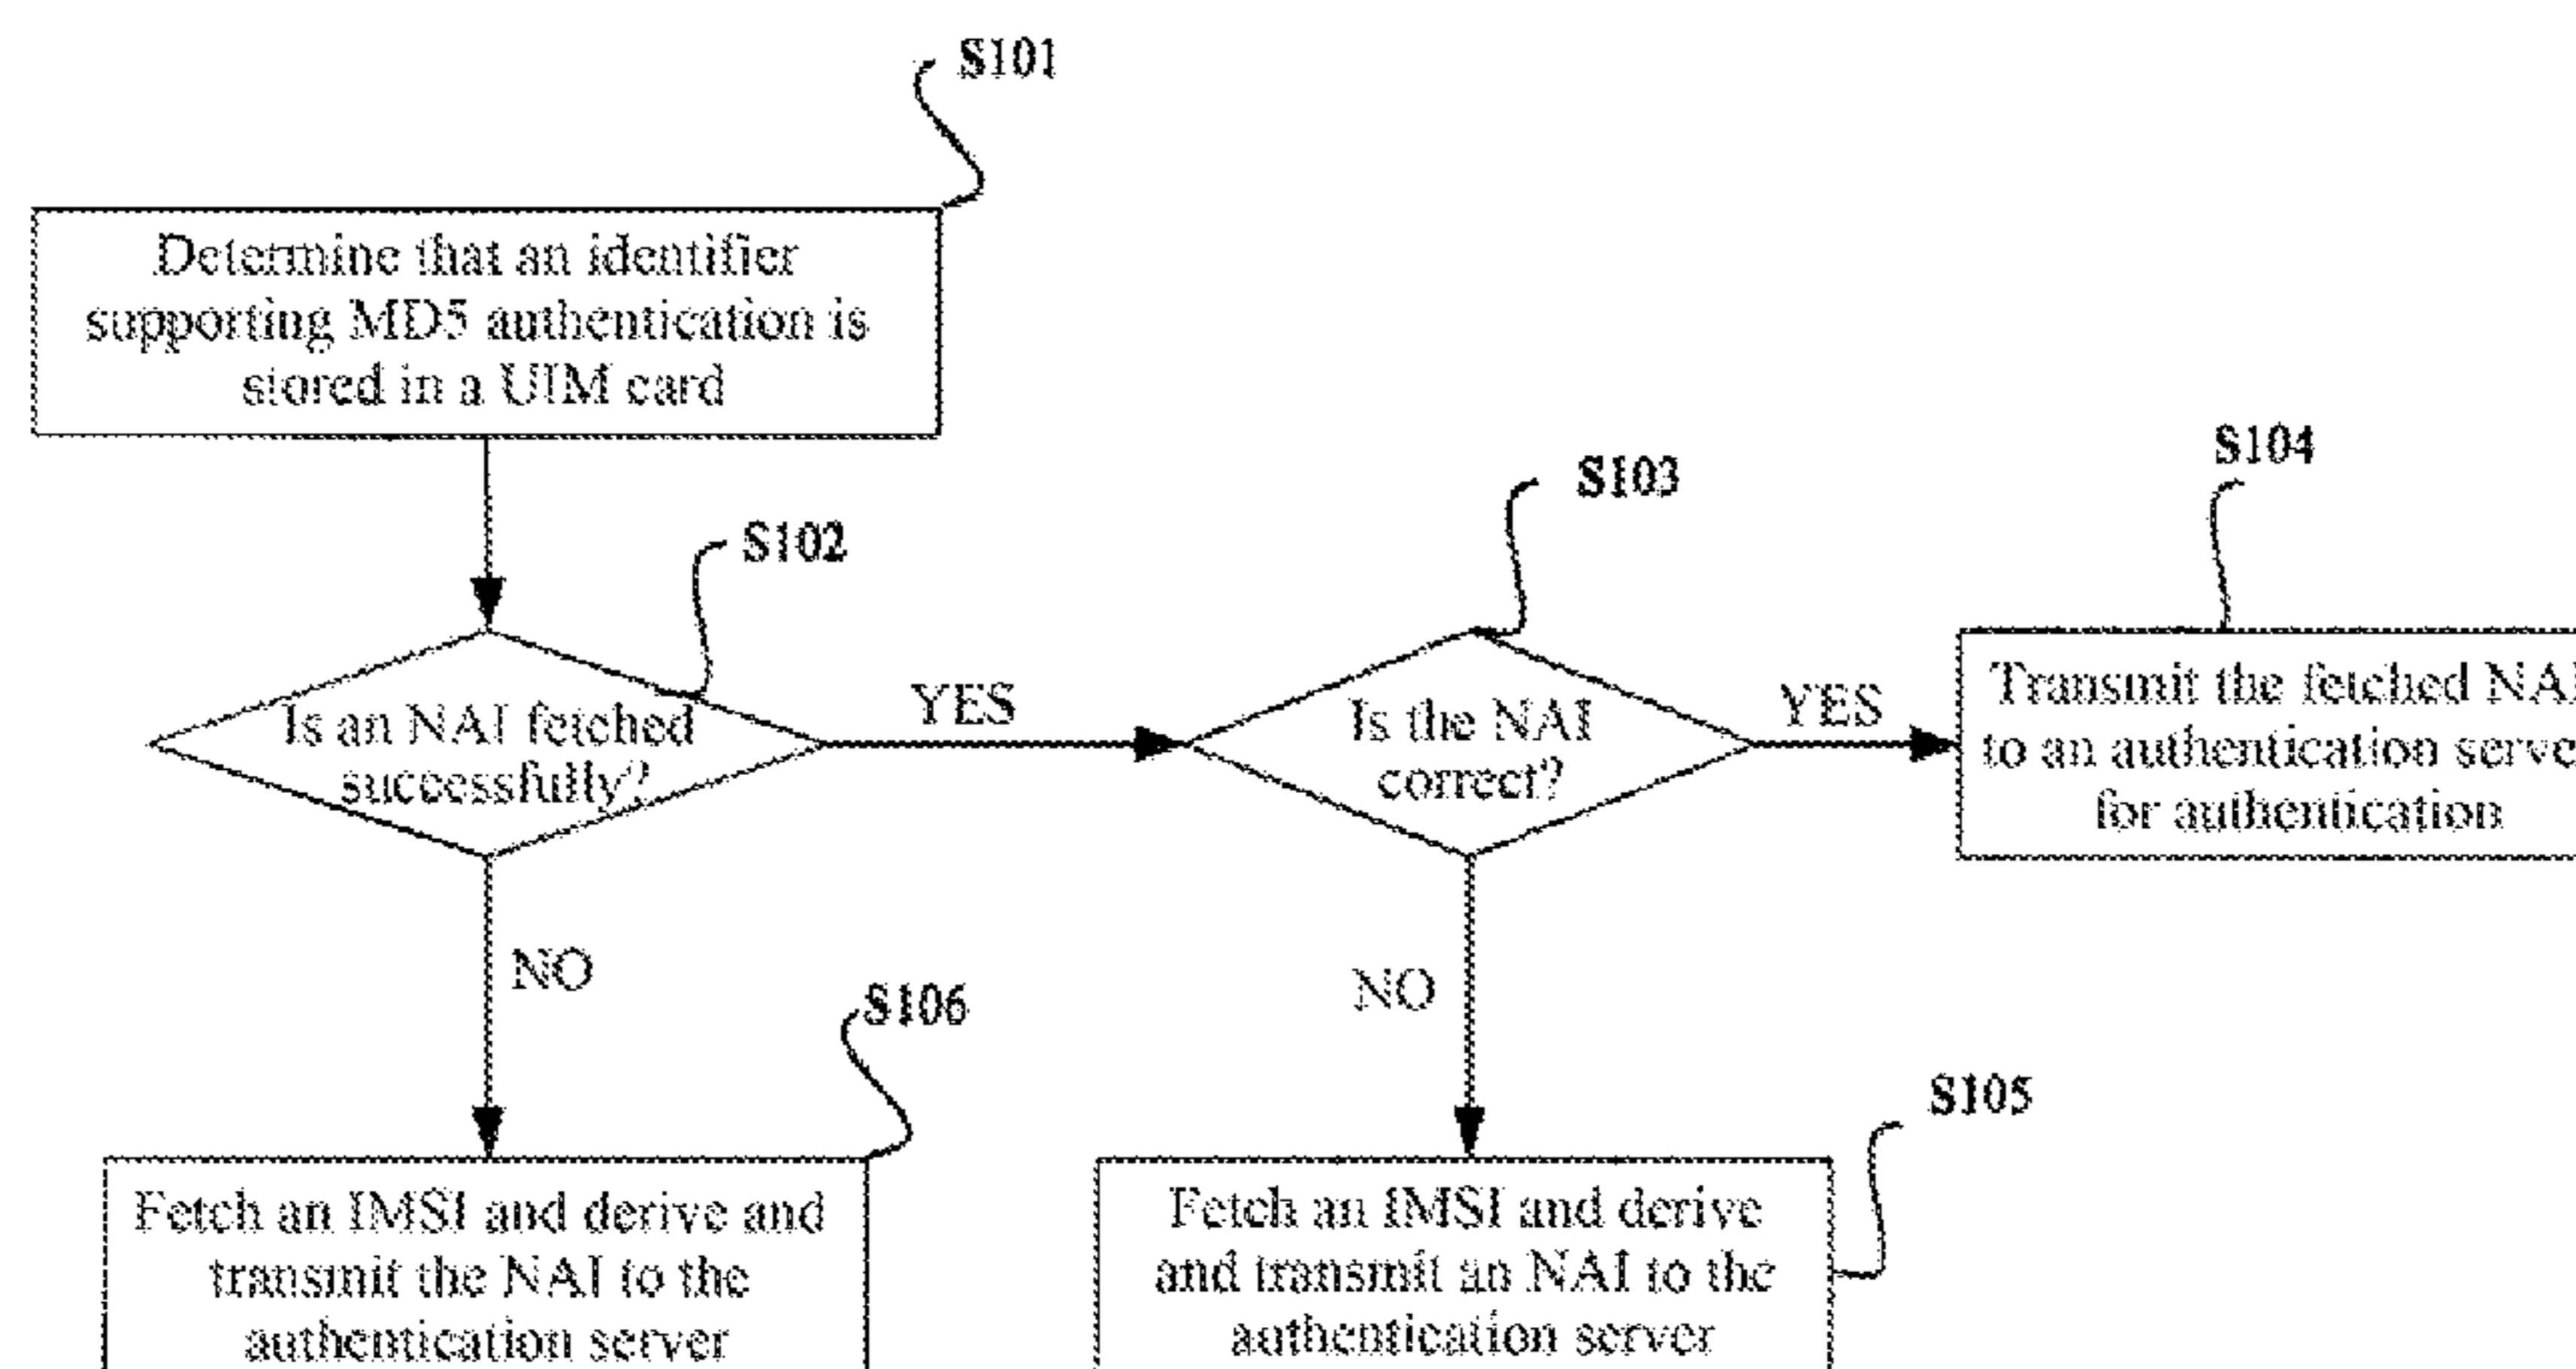 S101
Determine that an identifier
supporting MD5 authentication is
stored in a UIM card
S102
Is an NAI fetched
successfully?
YES
S103
Is the NAI
correct?
YES
S104
Transmit the fetched NAI
to an authentication serve
for authentication
NO
S106
Fetch an IMSI and derive and
transmit the NAI to the
authentication server
NO
S105
Fetch an IMSI and derive
and transmit an NAI to the
authentication server